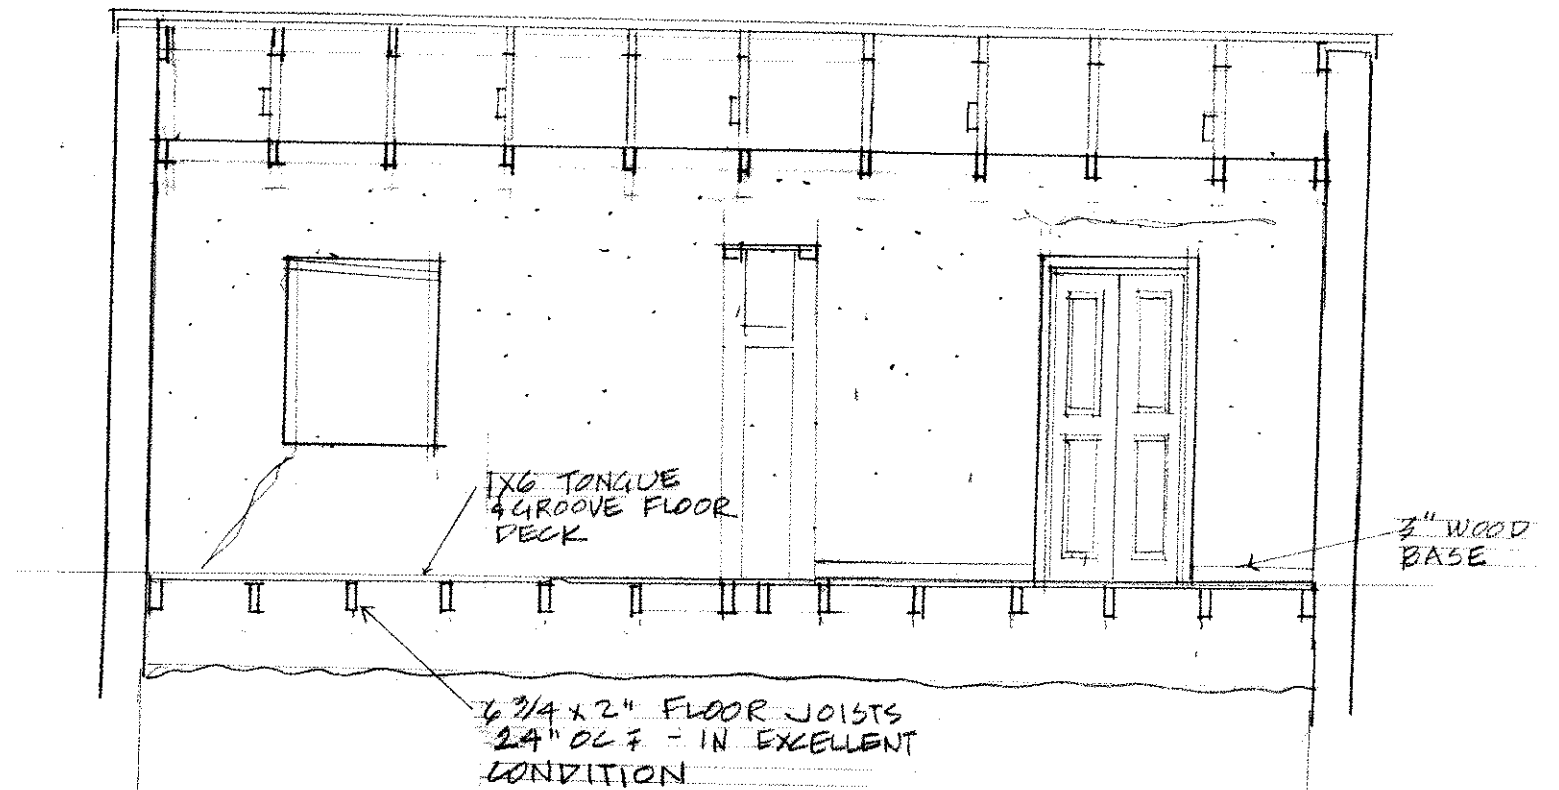 1X6 TONGUE
& GROOVE FLOOR
DECK
3" WOOD
BASE
6 3/4 x 2" FLOOR JOISTS
24" OC ± - IN EXCELLENT
CONDITION